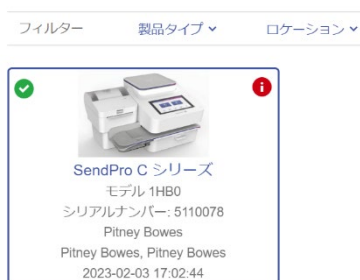 フィルター 製品タイプ ロケーション
SendPro C シリーズ
モデル 1HB0
シリアルナンバー: 5110078
Pitney Bowes
Pitney Bowes, Pitney Bowes
2023-02-03 17:02:44